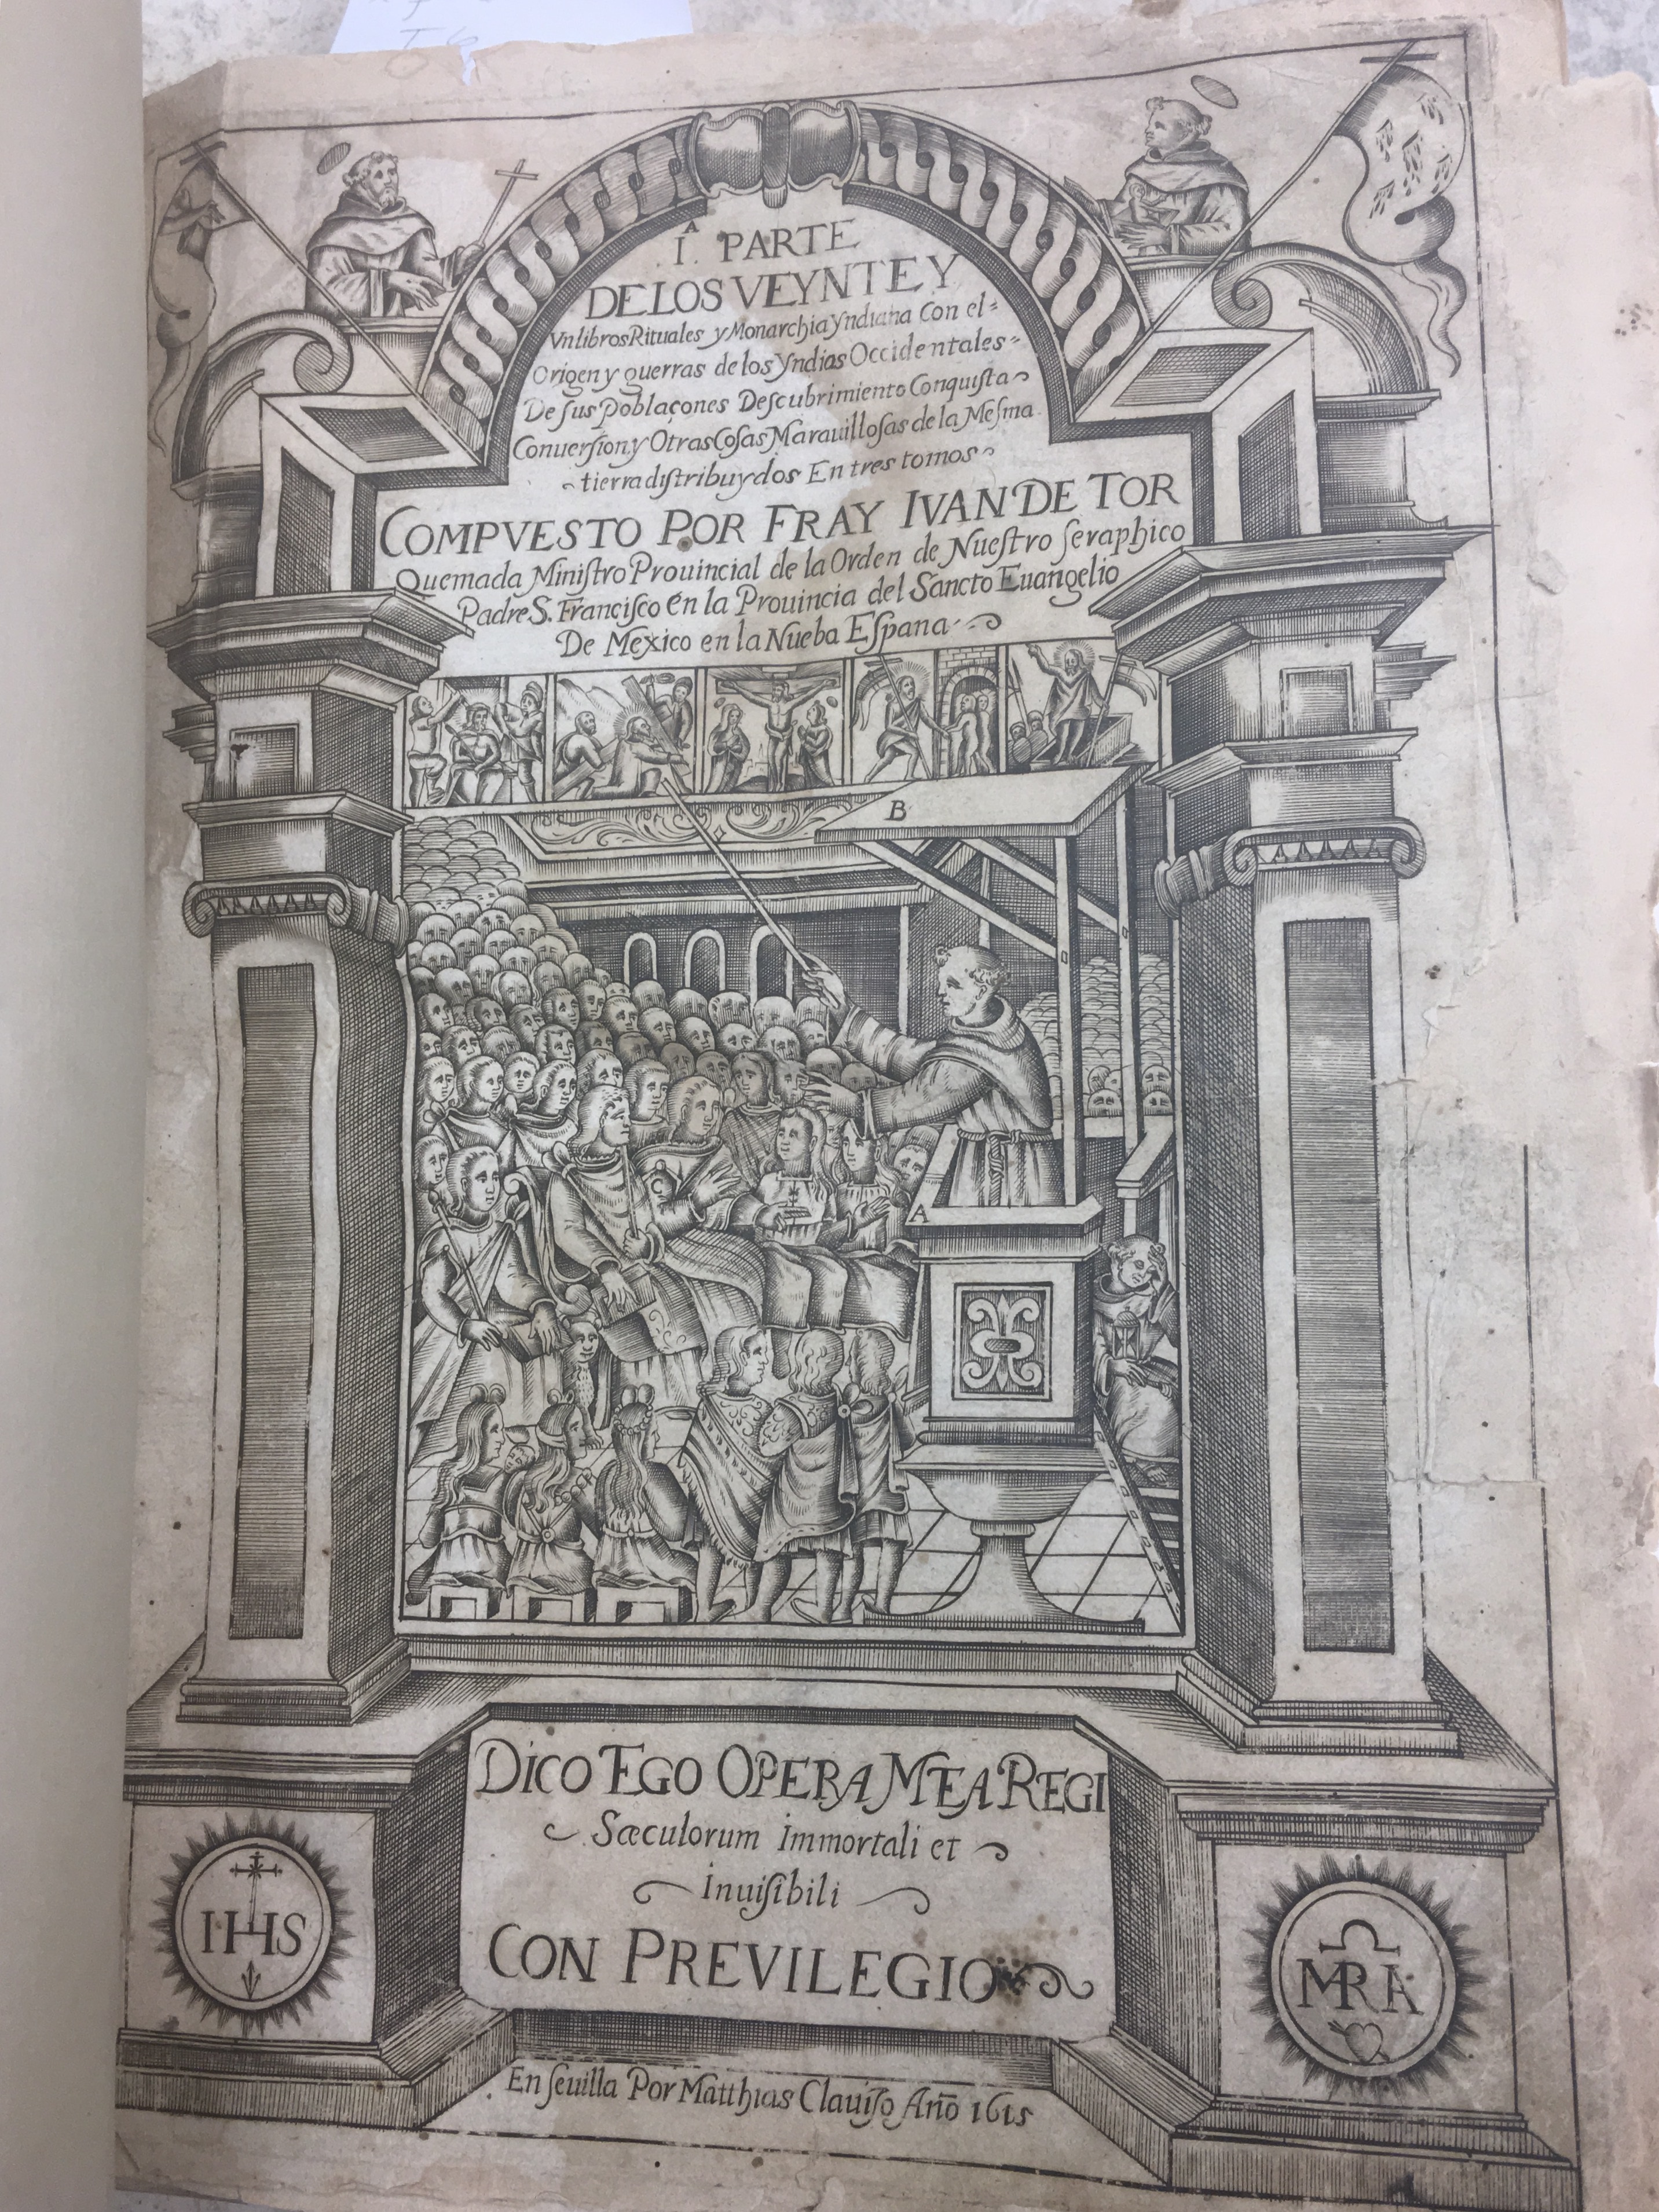 I.ᴬ PARTE
DE LOS VEYNTE Y
Vn libros Rituales y Monarchia Yndiana Con el=
Origen y guerras de los Yndios Occidentales=
De sus Poblaçones Descubrimiento Conquista
Conuersion y Otras Cosas Marauillosas de la Mesma
tierra distribuydos En tres tomos
COMPVESTO POR FRAY IVAN DE TOR
Quemada Ministro Prouincial de la Orden de Nuestro seraphico
Padre S. Francisco en la Prouincia del Sancto Euangelio
De Mexico en la Nueba Espana
B
A
DICO EGO OPERA MEA REGI
Sæculorum immortali et
inuisibili
CON PREVILEGIO
IHS
MRA
En seuilla Por Matthias Clauiso Año 1615